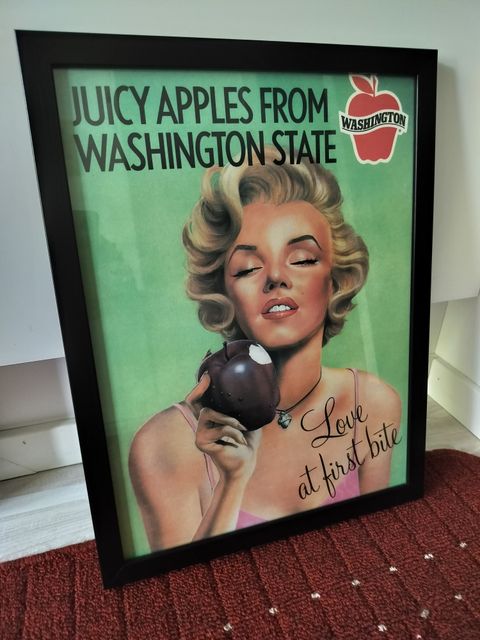 JUICY APPLES FROM
WASHINGTON STATE
WASHINGTON
Love
at first bite